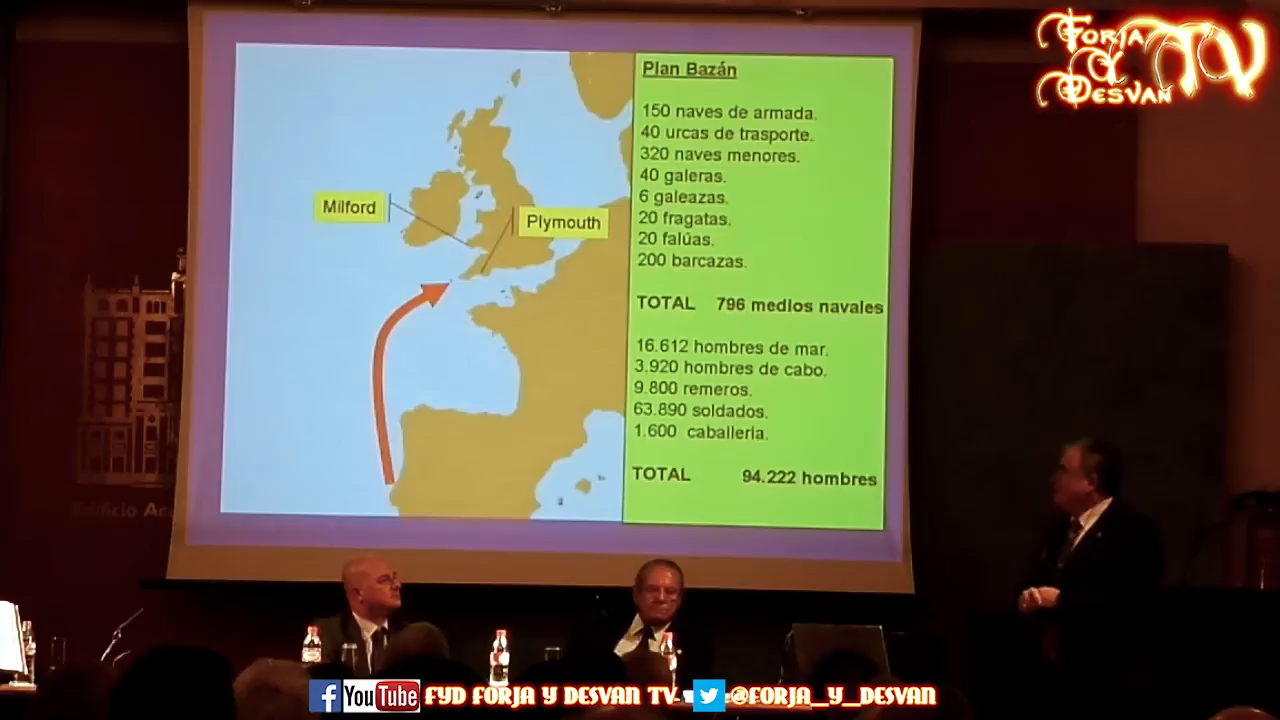 Forja
Y
Desvan
TV
Plan Bazán
150 naves de armada.
40 urcas de trasporte.
320 naves menores.
40 galeras.
6 galeazas.
20 fragatas.
20 falúas.
200 barcazas.
TOTAL 796 medios navales
16.612 hombres de mar.
3.920 hombres de cabo.
9.800 remeros.
63.890 soldados.
1.600 caballeria.
TOTAL 94.222 hombres
Milford
Plymouth
Edificio
f YouTube FYD FORJA Y DESVAN TV @FORJA_Y_DESVAN